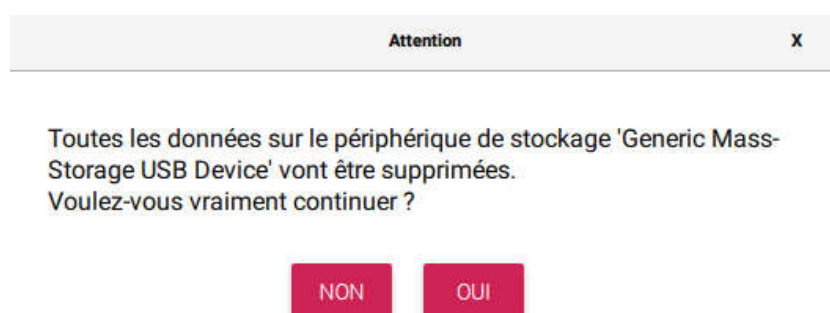 Attention X
Toutes les données sur le périphérique de stockage 'Generic Mass-
Storage USB Device' vont être supprimées.
Voulez-vous vraiment continuer ?
NON OUI